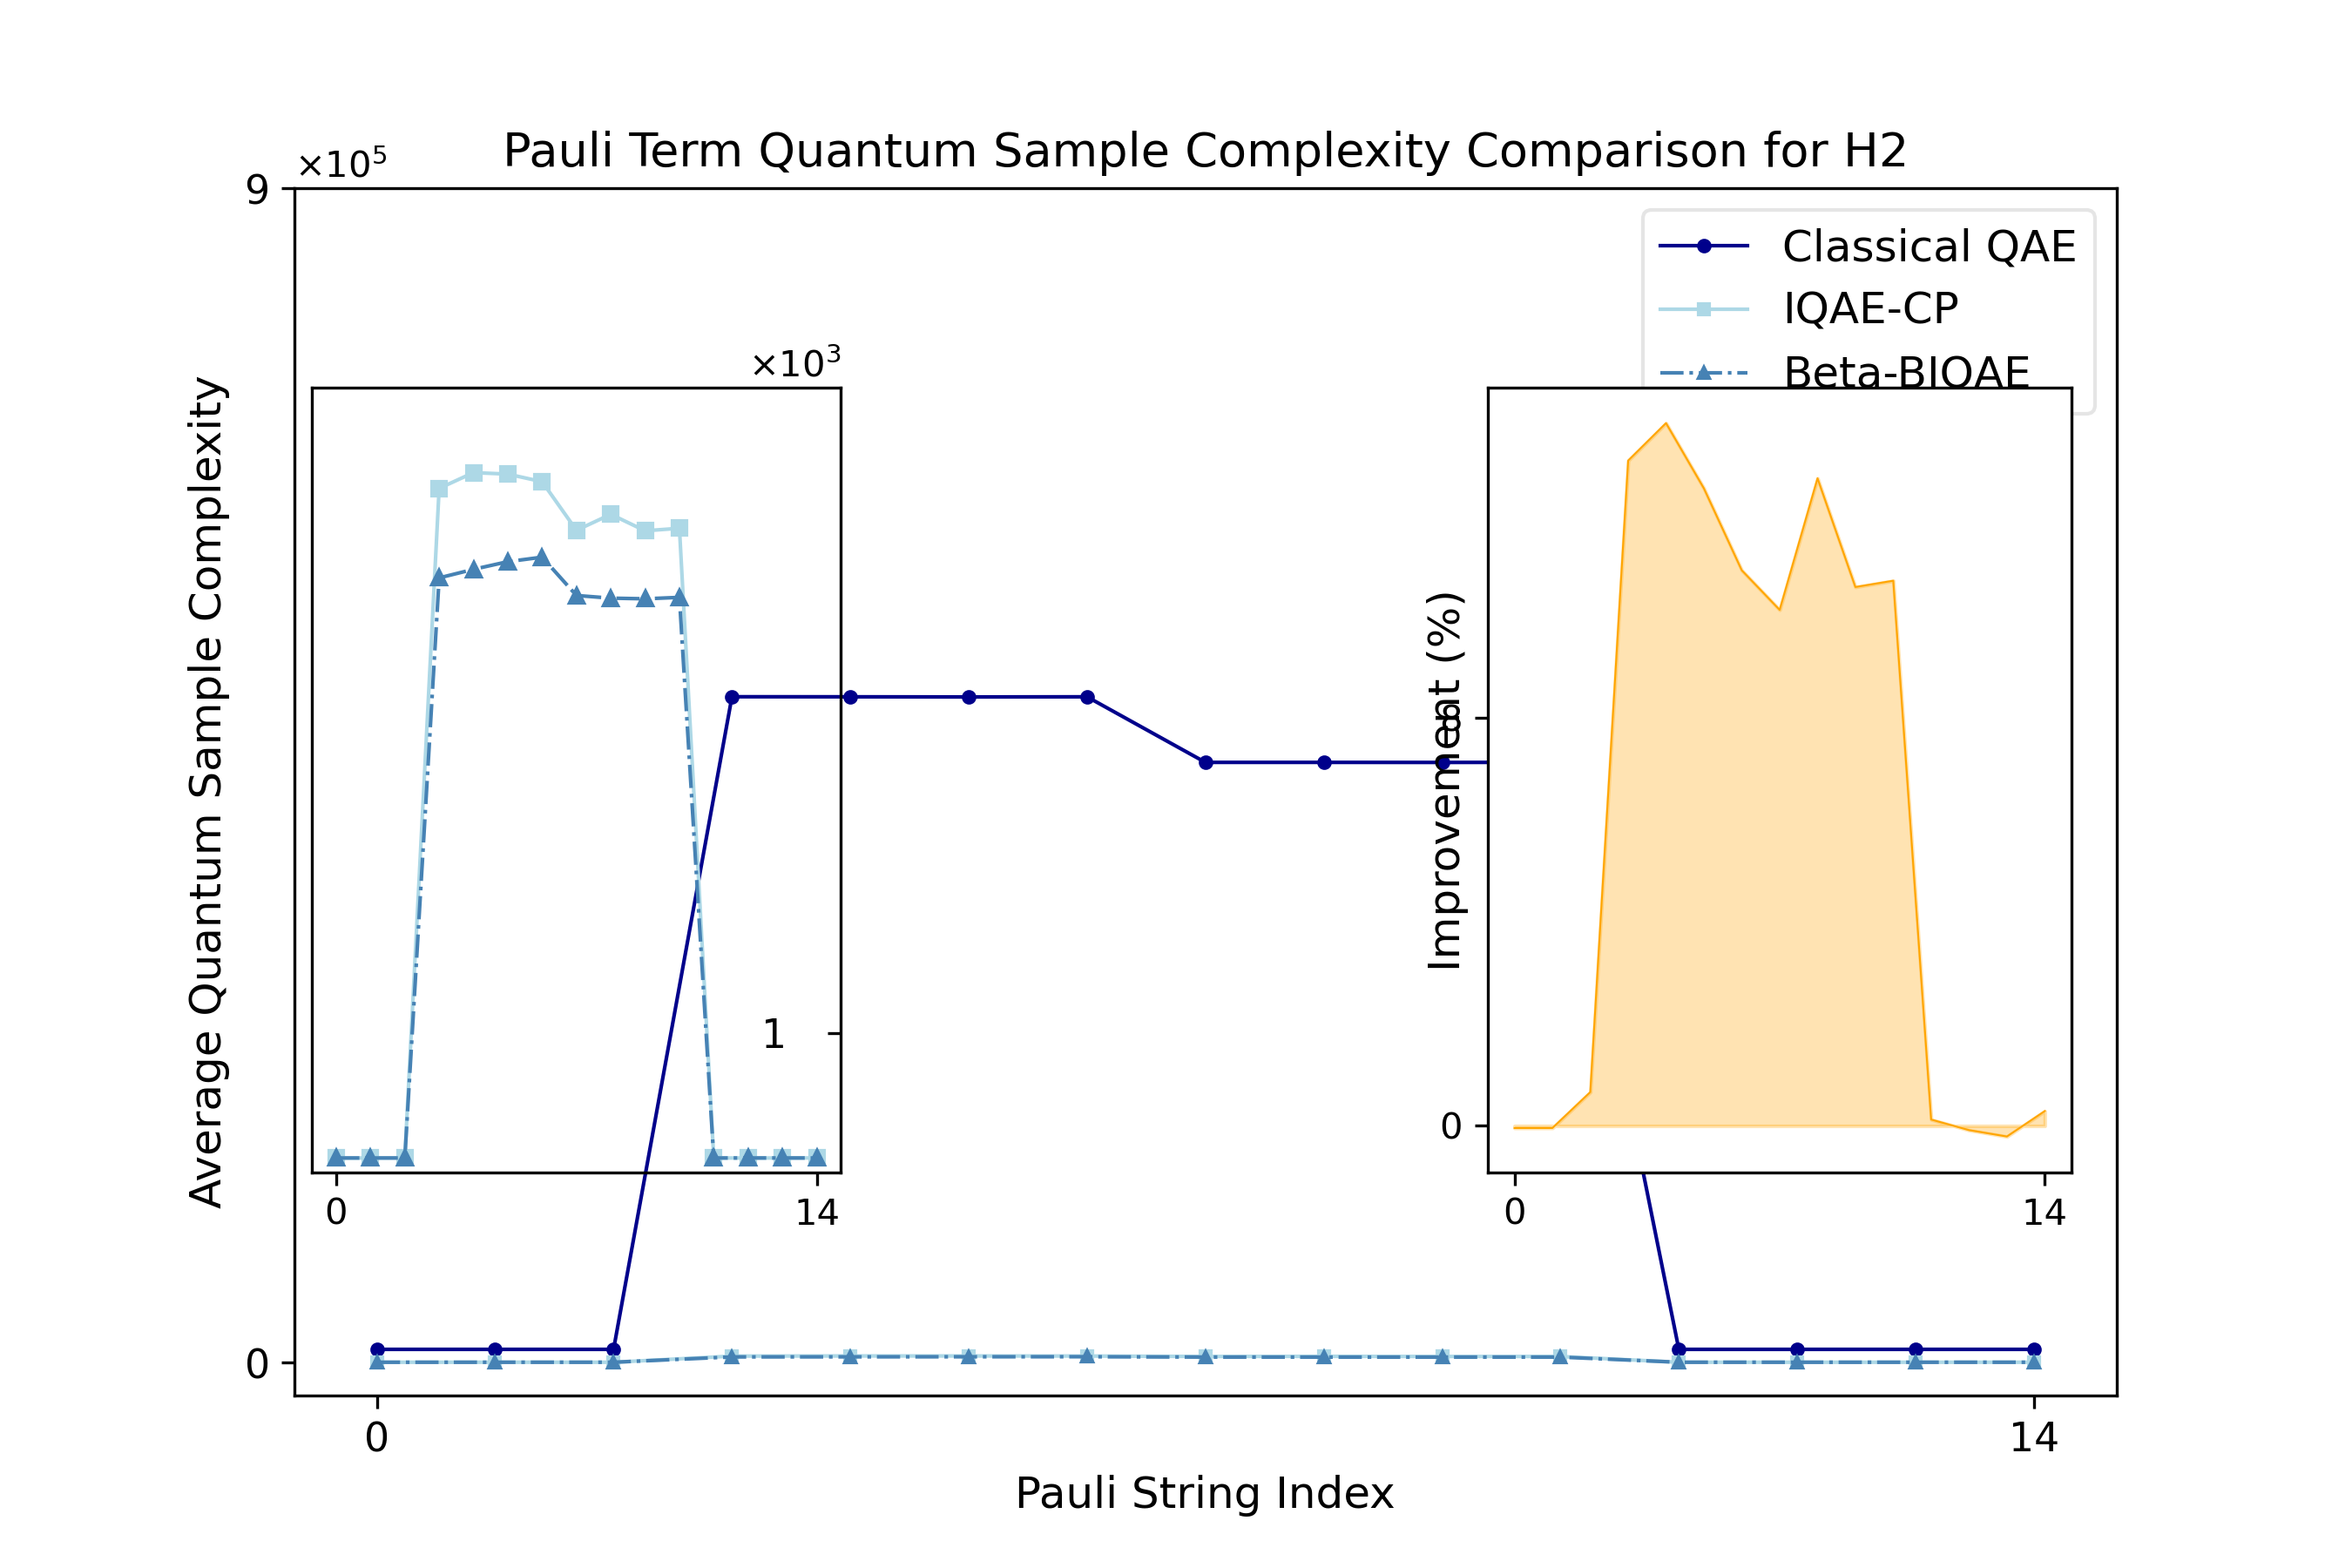 Pauli Term Quantum Sample Complexity Comparison for H2
×10⁵
9
0
Average Quantum Sample Complexity
Classical QAE
IQAE-CP
Beta-BIQAE
×10³
1
0 14
Improvement (%)
0
0 14
0 14
Pauli String Index